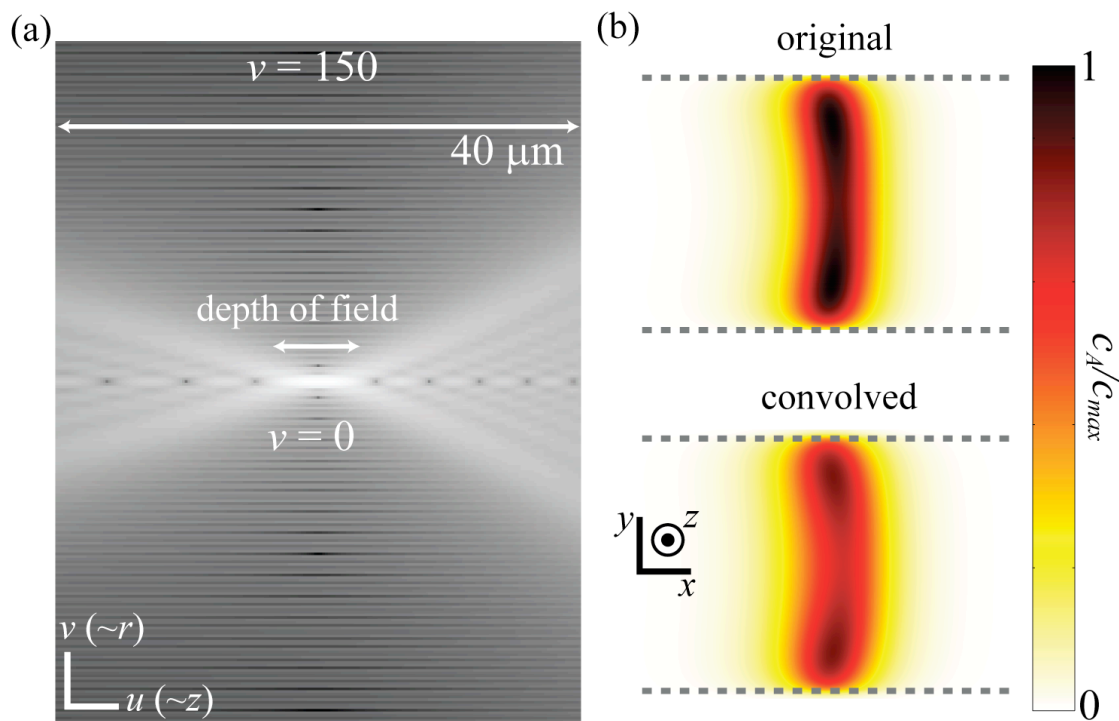 (a)
v = 150
40 μm
depth of field
v = 0
v (~r)
u (~z)
(b)
original
convolved
y
z
x
1
c_A/c_max
0